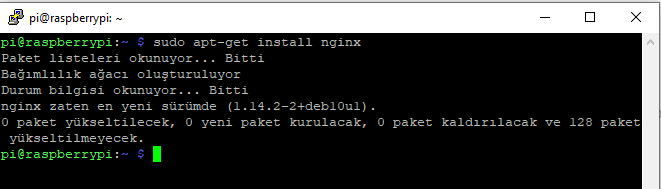 pi@raspberrypi: ~
pi@raspberrypi:~ $ sudo apt-get install nginx
Paket listeleri okunuyor... Bitti
Bağımlılık ağacı oluşturuluyor
Durum bilgisi okunuyor... Bitti
nginx zaten en yeni sürümde (1.14.2-2+deb10u1).
0 paket yükseltilecek, 0 yeni paket kurulacak, 0 paket kaldırılacak ve 128 paket
yükseltilmeyecek.
pi@raspberrypi:~ $